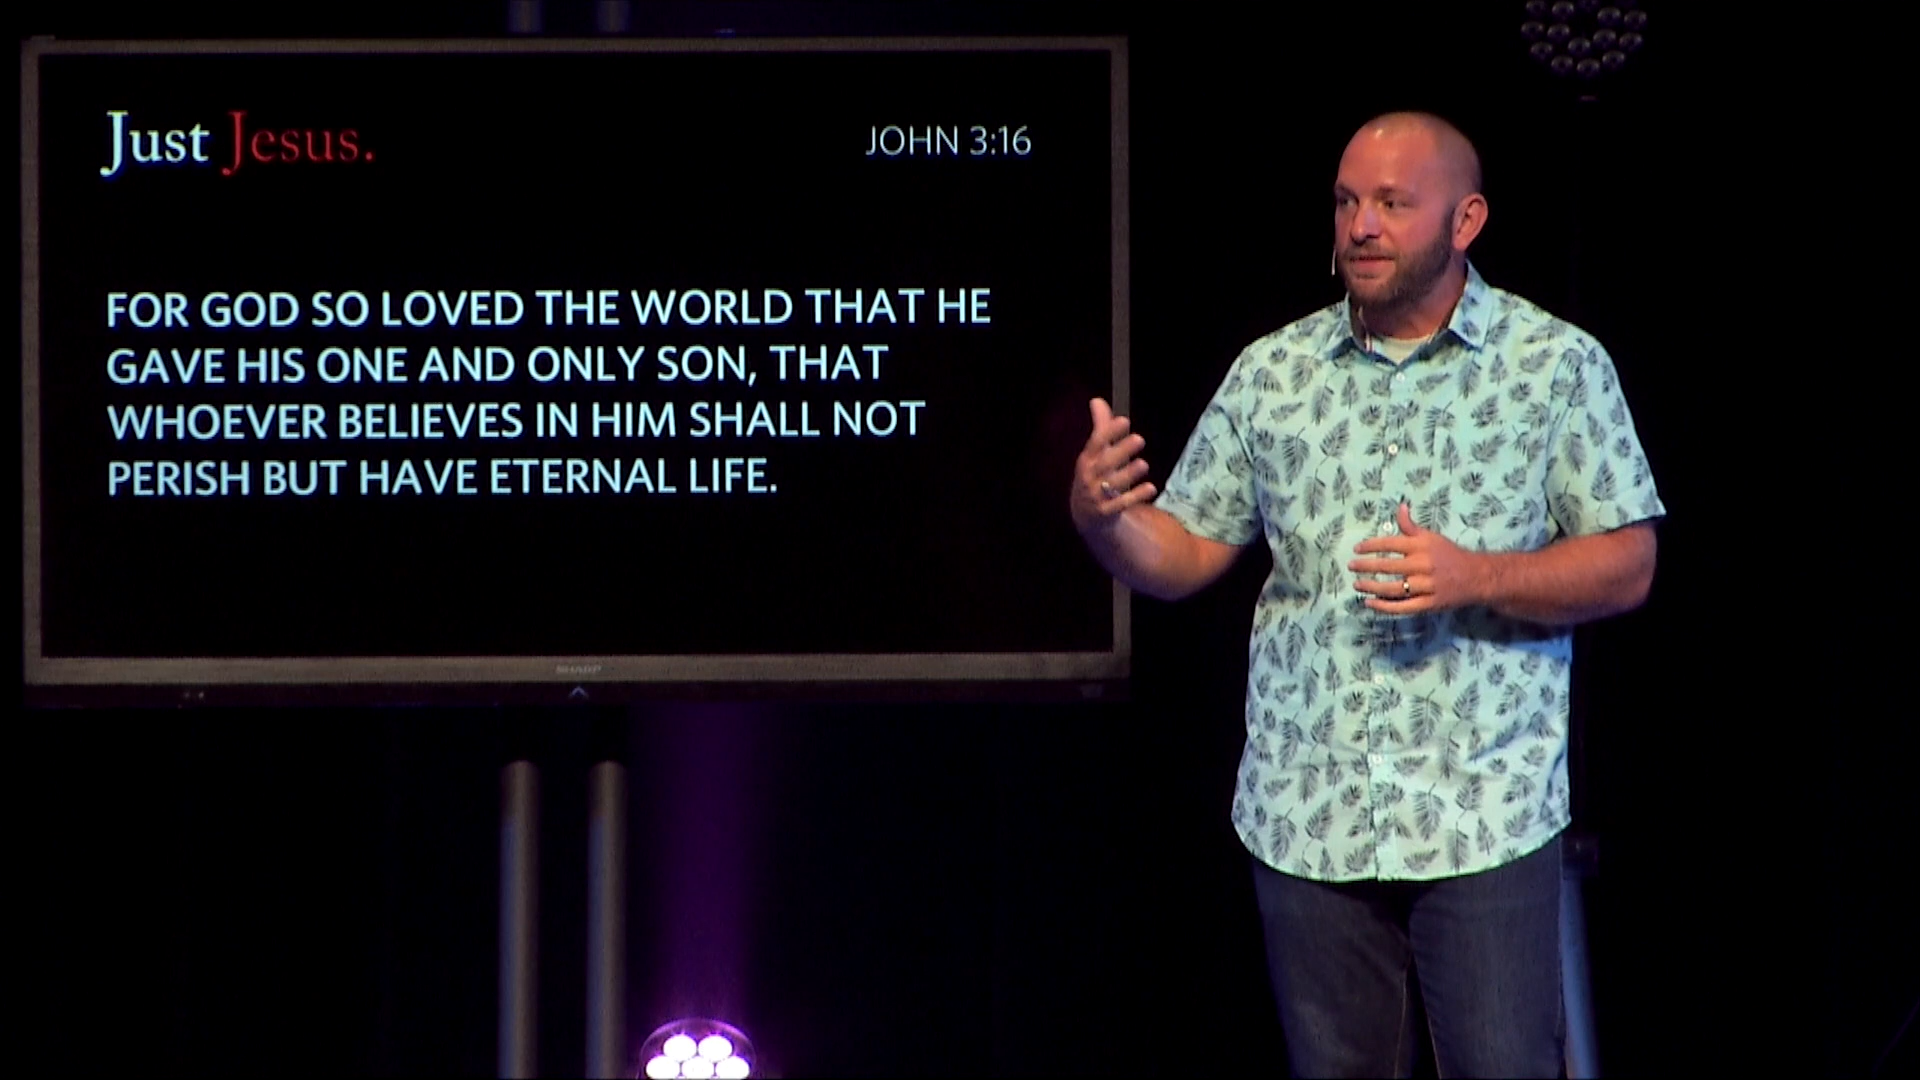 Just Jesus.
JOHN 3:16
FOR GOD SO LOVED THE WORLD THAT HE
GAVE HIS ONE AND ONLY SON, THAT
WHOEVER BELIEVES IN HIM SHALL NOT
PERISH BUT HAVE ETERNAL LIFE.
SHARP